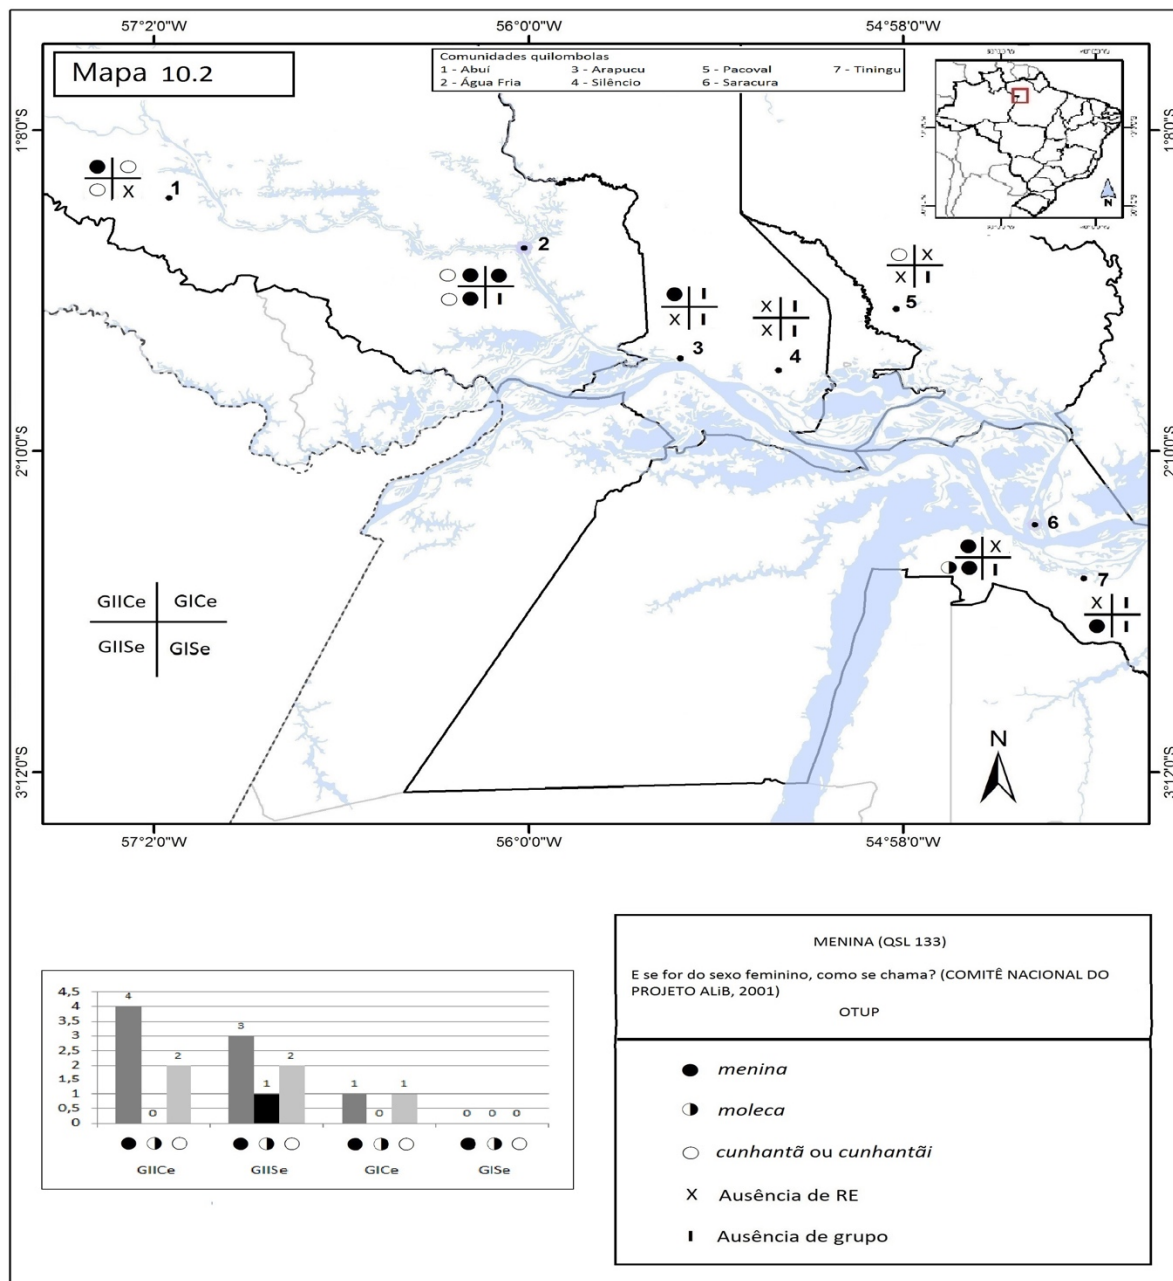 57°2'0"W 56°0'0"W 54°58'0"W
Mapa 10.2
Comunidades quilombolas
1 - Abuí 3 - Arapucu 5 - Pacoval 7 - Tiningu
2 - Água Fria 4 - Silêncio 6 - Saracura
1°8'0"S 1°8'0"S
N
X 1
2
X
5
X I
I
X I
3
X I
X I
4
2°10'0"S 2°10'0"S
I
6
X
I
7
X I
I
GIICe GICe
GIISe GISe
N
3°12'0"S 3°12'0"S
57°2'0"W 56°0'0"W 54°58'0"W
MENINA (QSL 133)
E se for do sexo feminino, como se chama? (COMITÊ NACIONAL DO
PROJETO ALiB, 2001)
OTUP
menina
moleca
cunhantã ou cunhantãi
X Ausência de RE
I Ausência de grupo
4,5
4
3,5
3
2,5
2
1,5
1
0,5
0
4 0 2 3 1 2 1 0 1 0 0 0
GIICe GIISe GICe GISe